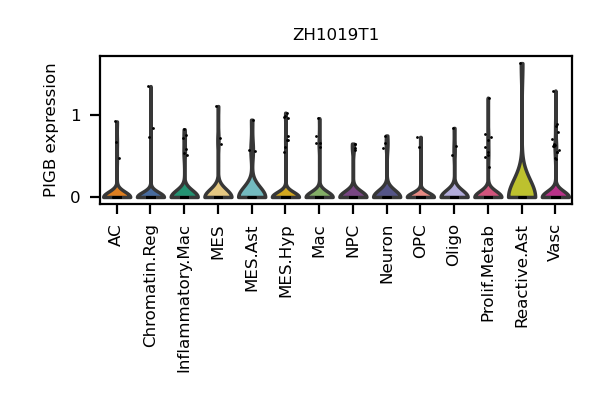 ZH1019T1
PIGB expression
1
0
AC
Chromatin.Reg
Inflammatory.Mac
MES
MES.Ast
MES.Hyp
Mac
NPC
Neuron
OPC
Oligo
Prolif.Metab
Reactive.Ast
Vasc